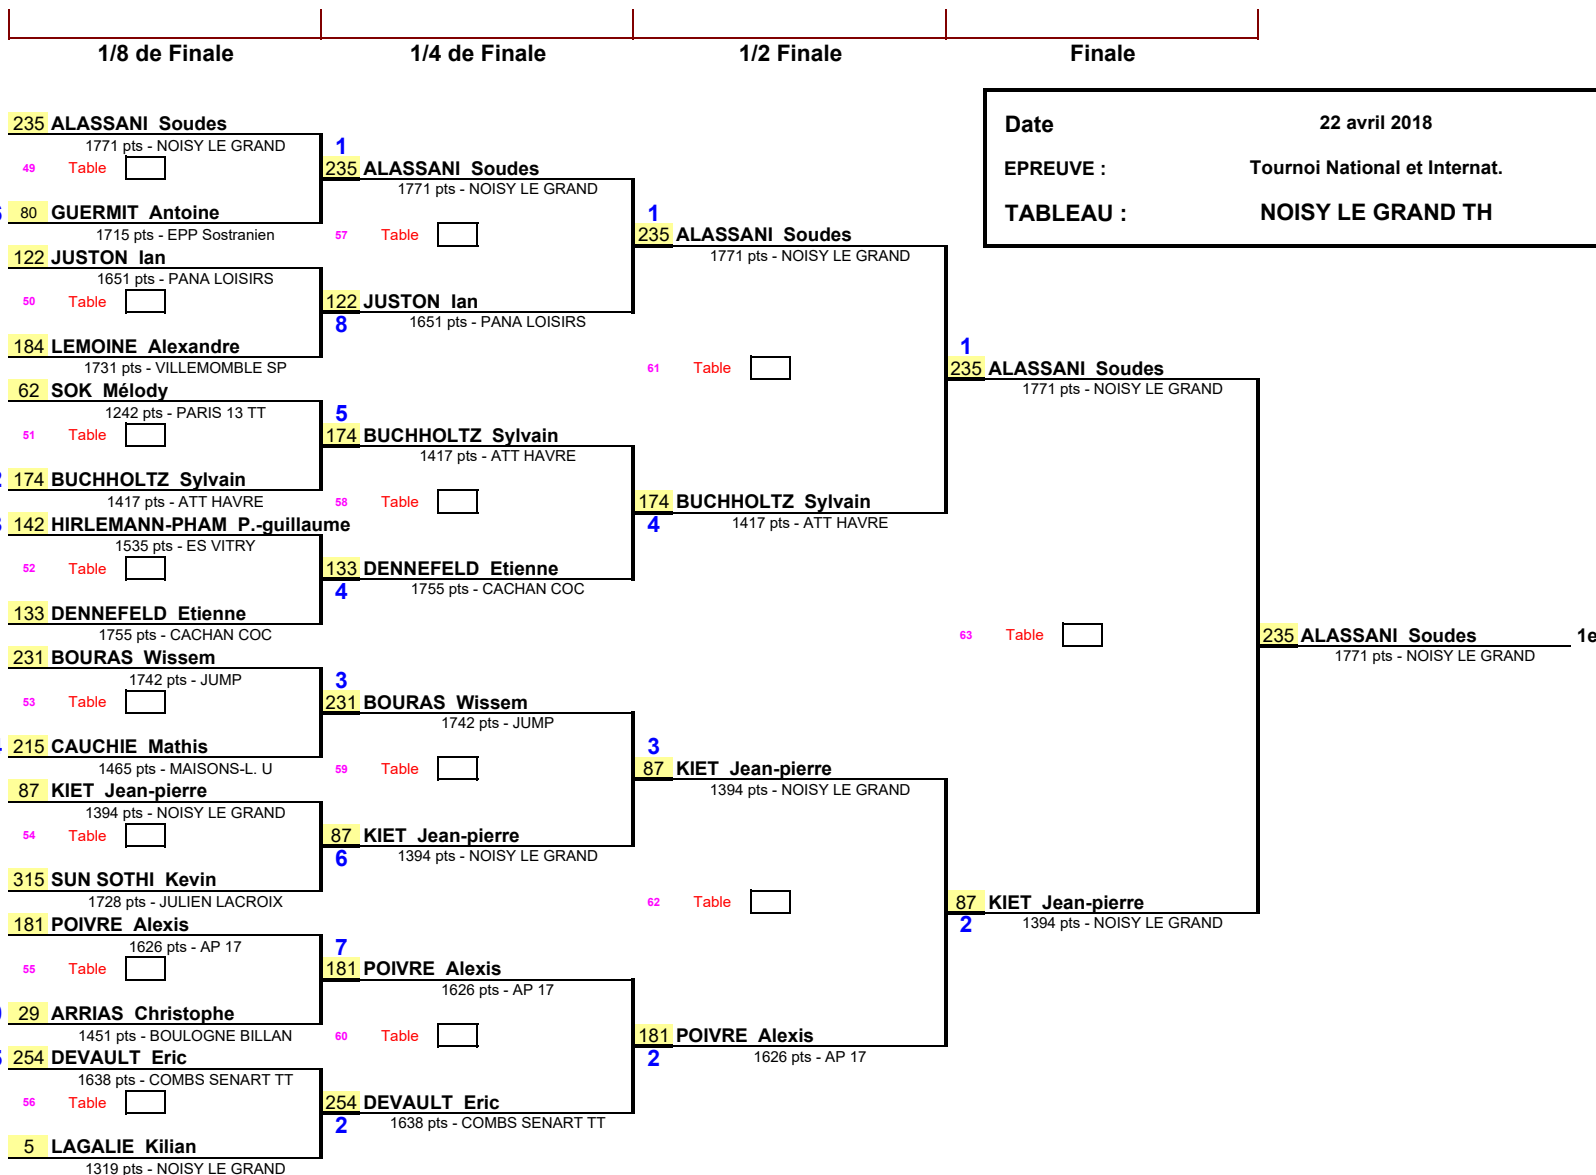 1/8 de Finale
1/4 de Finale
1/2 Finale
Finale
Date 22 avril 2018
EPREUVE : Tournoi National et Internat.
TABLEAU : NOISY LE GRAND TH
235 ALASSANI Soudes
1771 pts - NOISY LE GRAND
49 Table
80 GUERMIT Antoine
1715 pts - EPP Sostranien
122 JUSTON Ian
1651 pts - PANA LOISIRS
50 Table
184 LEMOINE Alexandre
1731 pts - VILLEMOMBLE SP
62 SOK Mélody
1242 pts - PARIS 13 TT
51 Table
174 BUCHHOLTZ Sylvain
1417 pts - ATT HAVRE
142 HIRLEMANN-PHAM P.-guillaume
1535 pts - ES VITRY
52 Table
133 DENNEFELD Etienne
1755 pts - CACHAN COC
231 BOURAS Wissem
1742 pts - JUMP
53 Table
215 CAUCHIE Mathis
1465 pts - MAISONS-L. U
87 KIET Jean-pierre
1394 pts - NOISY LE GRAND
54 Table
315 SUN SOTHI Kevin
1728 pts - JULIEN LACROIX
181 POIVRE Alexis
1626 pts - AP 17
55 Table
29 ARRIAS Christophe
1451 pts - BOULOGNE BILLAN
254 DEVAULT Eric
1638 pts - COMBS SENART TT
56 Table
5 LAGALIE Kilian
1319 pts - NOISY LE GRAND
1
235 ALASSANI Soudes
1771 pts - NOISY LE GRAND
57 Table
122 JUSTON Ian
8 1651 pts - PANA LOISIRS
5
174 BUCHHOLTZ Sylvain
1417 pts - ATT HAVRE
58 Table
133 DENNEFELD Etienne
4 1755 pts - CACHAN COC
3
231 BOURAS Wissem
1742 pts - JUMP
59 Table
87 KIET Jean-pierre
6 1394 pts - NOISY LE GRAND
7
181 POIVRE Alexis
1626 pts - AP 17
60 Table
254 DEVAULT Eric
2 1638 pts - COMBS SENART TT
1
235 ALASSANI Soudes
1771 pts - NOISY LE GRAND
61 Table
174 BUCHHOLTZ Sylvain
4 1417 pts - ATT HAVRE
3
87 KIET Jean-pierre
1394 pts - NOISY LE GRAND
62 Table
181 POIVRE Alexis
2 1626 pts - AP 17
1
235 ALASSANI Soudes
1771 pts - NOISY LE GRAND
63 Table
87 KIET Jean-pierre
2 1394 pts - NOISY LE GRAND
235 ALASSANI Soudes 1e
1771 pts - NOISY LE GRAND